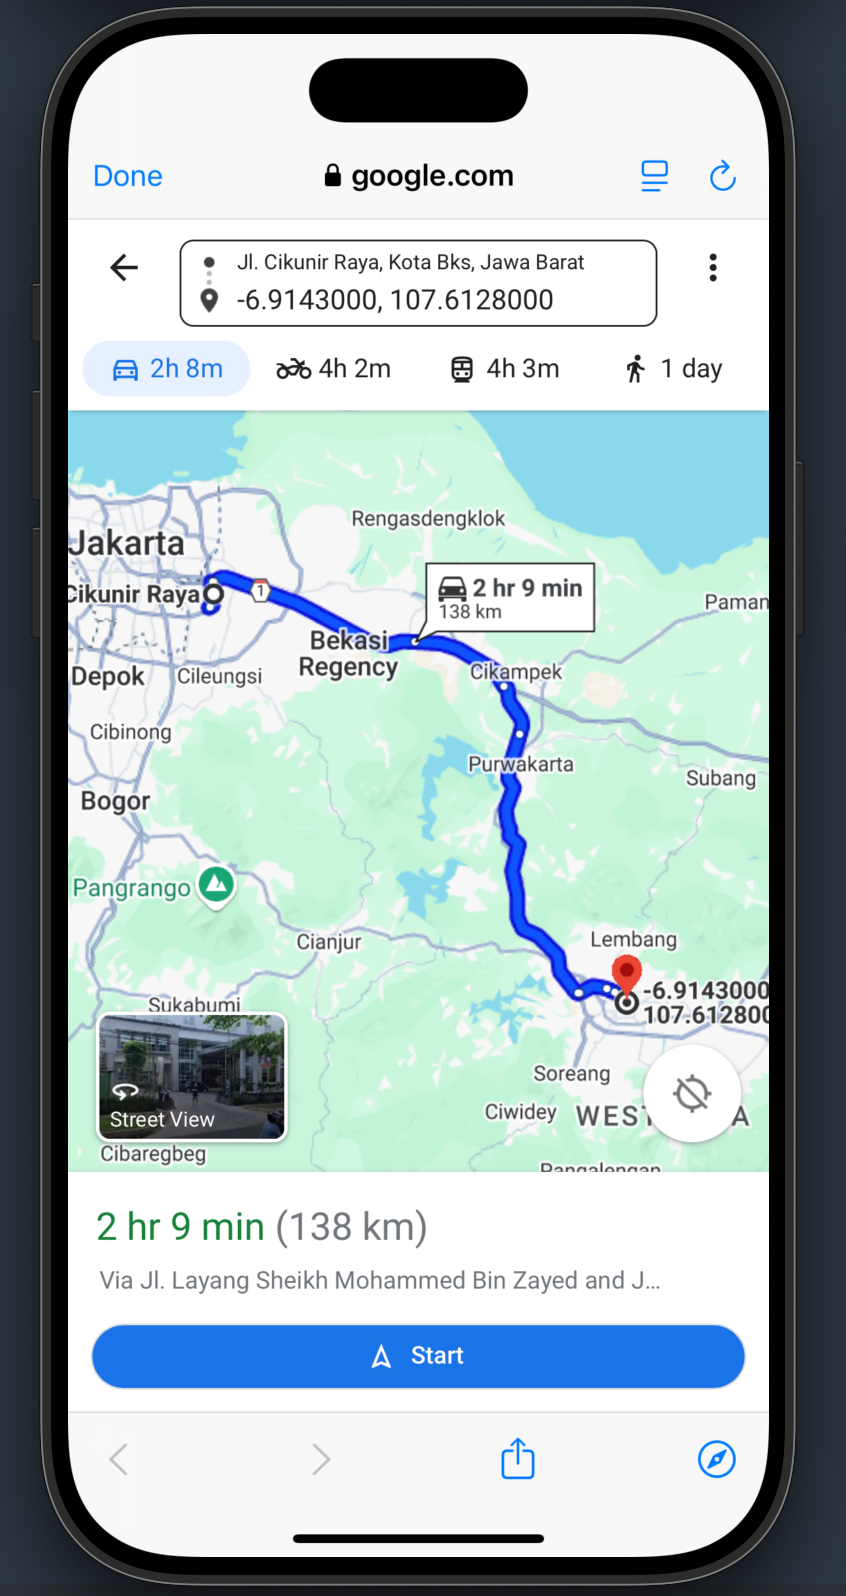 Done
google.com
Jl. Cikunir Raya, Kota Bks, Jawa Barat
-6.9143000, 107.6128000
2h 8m
4h 2m
4h 3m
1 day
Rengasdengklok
Jakarta
Cikunir Raya
1
2 hr 9 min
138 km
Paman
Bekasi
Regency
Depok
Cileungsi
Cikampek
Cibinong
Purwakarta
Subang
Bogor
Pangrango
Cianjur
Lembang
-6.9143000
107.612800
Sukabumi
Street View
Soreang
Ciwidey
WEST
A
Cibaregbeg
Pangalengan
2 hr 9 min (138 km)
Via Jl. Layang Sheikh Mohammed Bin Zayed and J...
Start